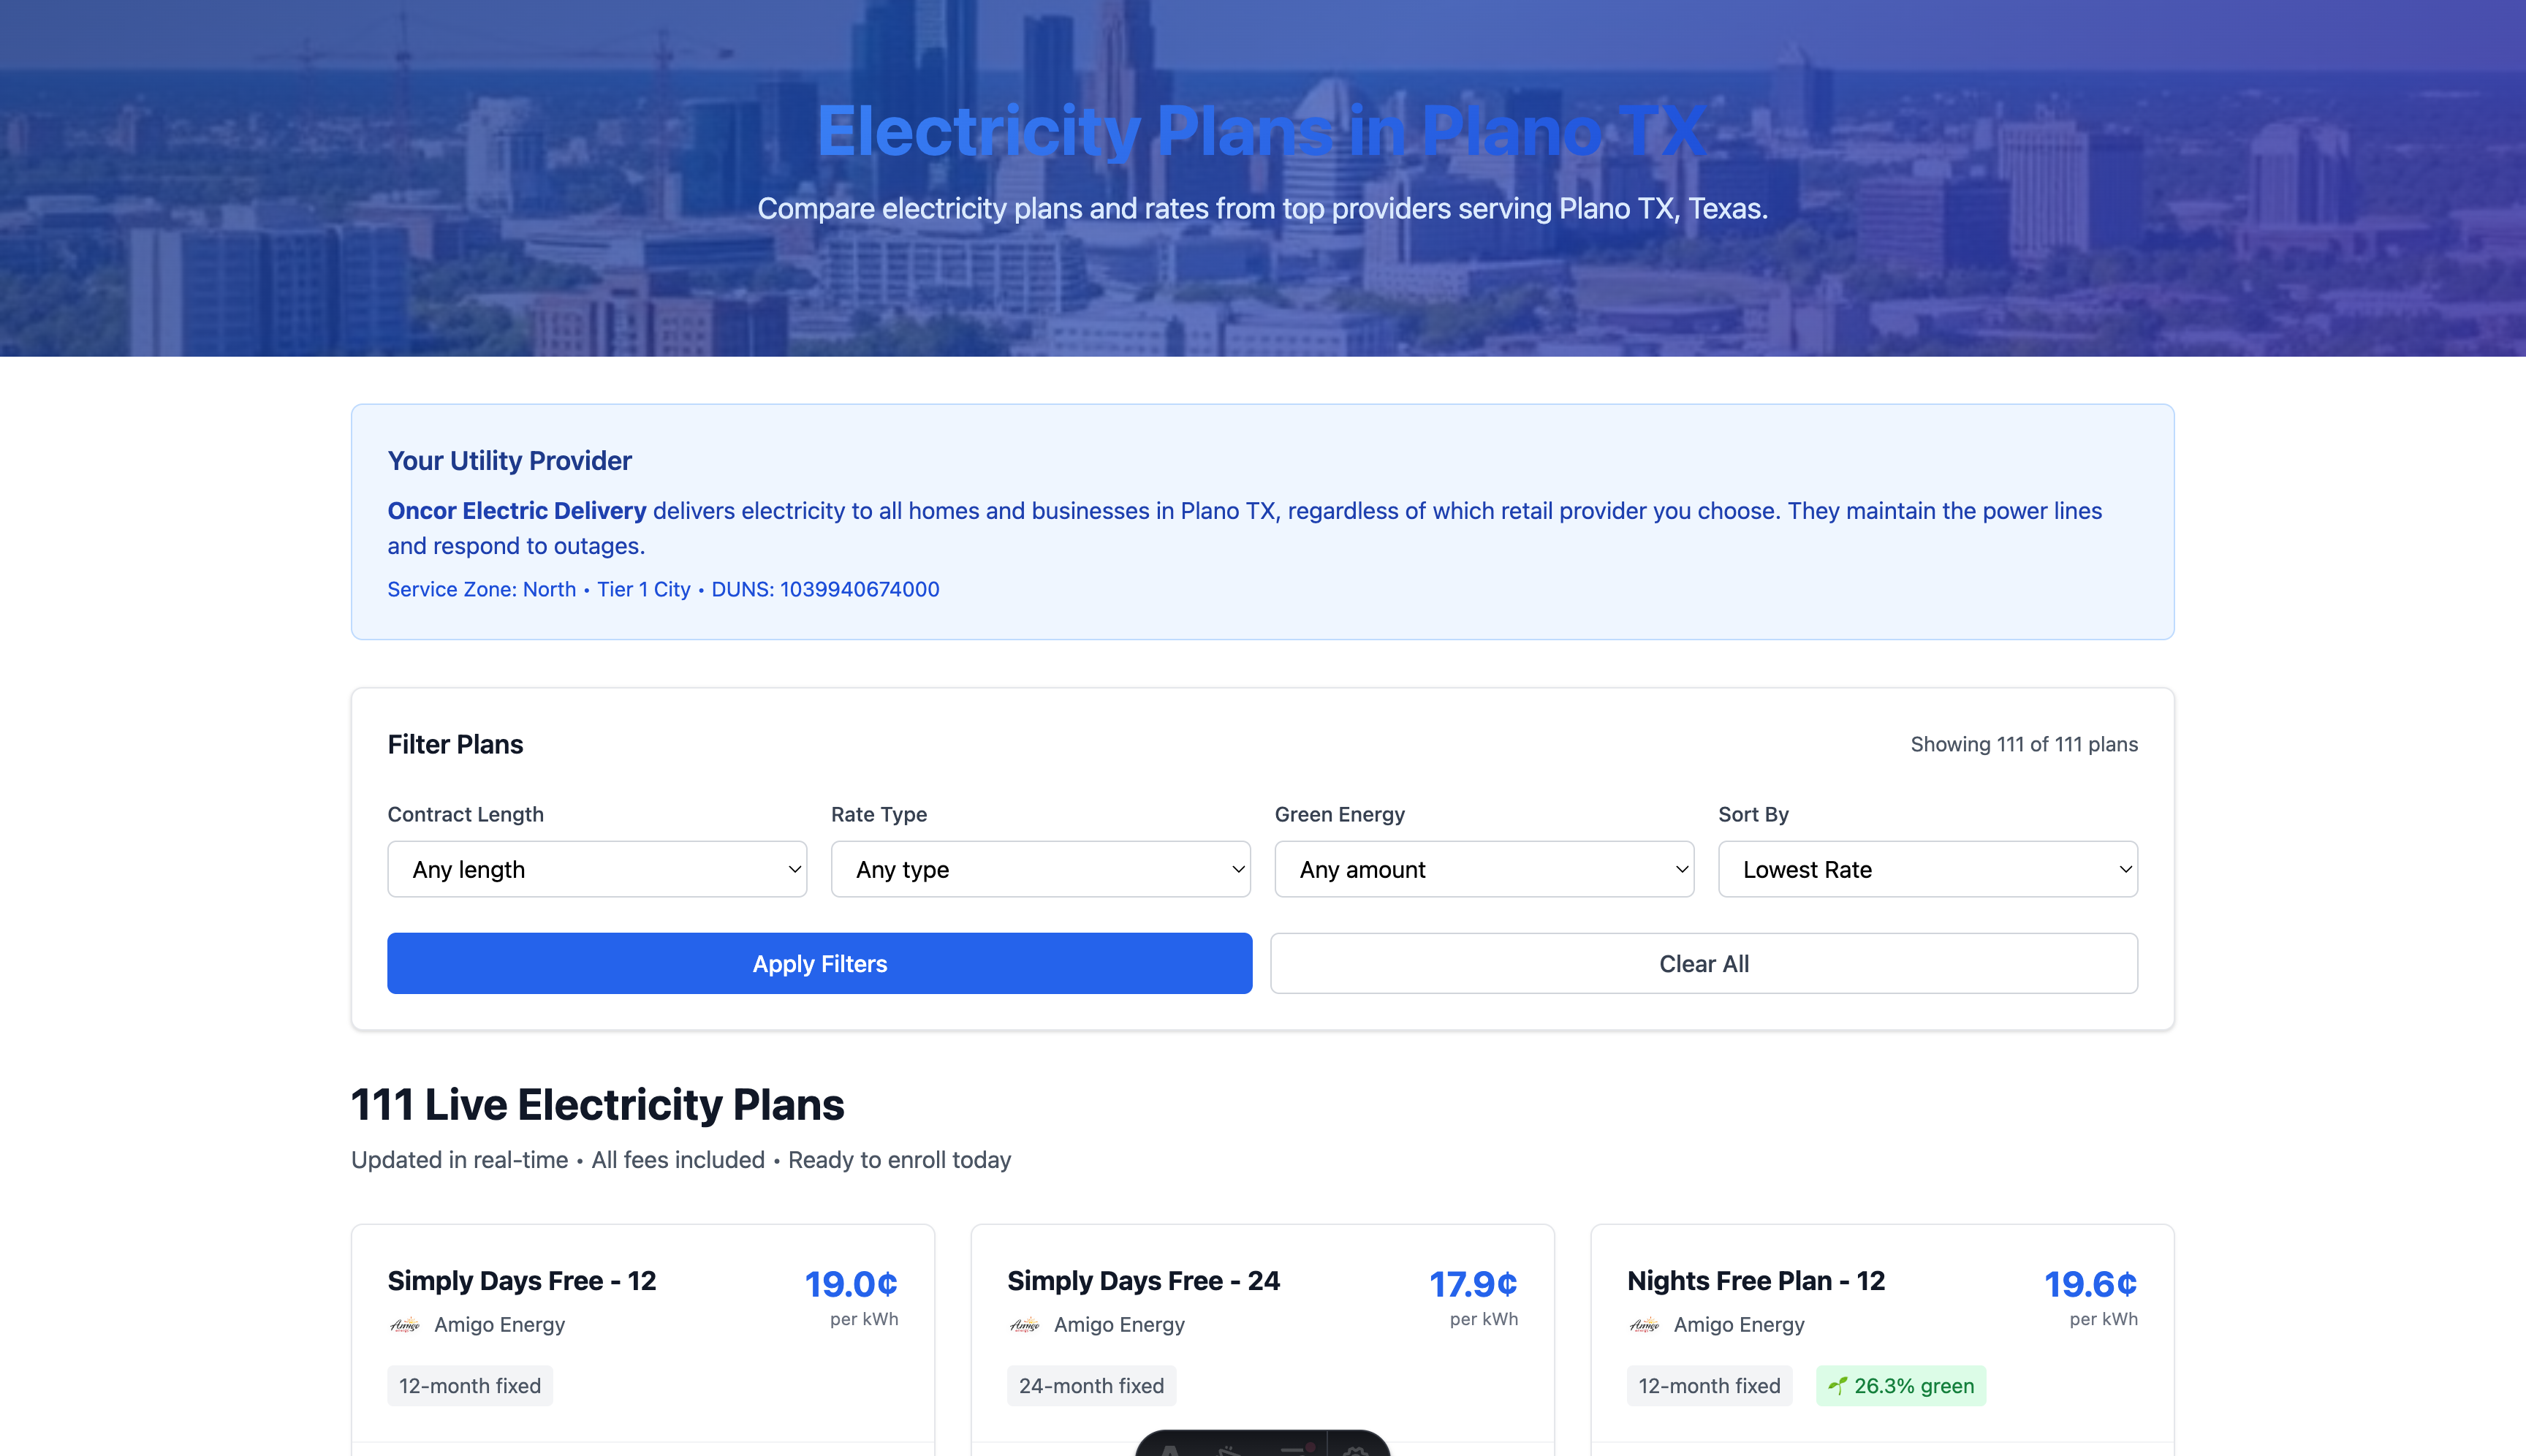 Electricity Plans in Plano TX
Compare electricity plans and rates from top providers serving Plano TX, Texas.
Your Utility Provider
Oncor Electric Delivery delivers electricity to all homes and businesses in Plano TX, regardless of which retail provider you choose. They maintain the power lines
and respond to outages.
Service Zone: North • Tier 1 City • DUNS: 1039940674000
Filter Plans
Showing 111 of 111 plans
Contract Length
Rate Type
Green Energy
Sort By
Any length
Any type
Any amount
Lowest Rate
Apply Filters
Clear All
111 Live Electricity Plans
Updated in real-time • All fees included • Ready to enroll today
Simply Days Free - 12
19.0¢
per kWh
Amigo Energy
12-month fixed
Simply Days Free - 24
17.9¢
per kWh
Amigo Energy
24-month fixed
Nights Free Plan - 12
19.6¢
per kWh
Amigo Energy
12-month fixed
26.3% green